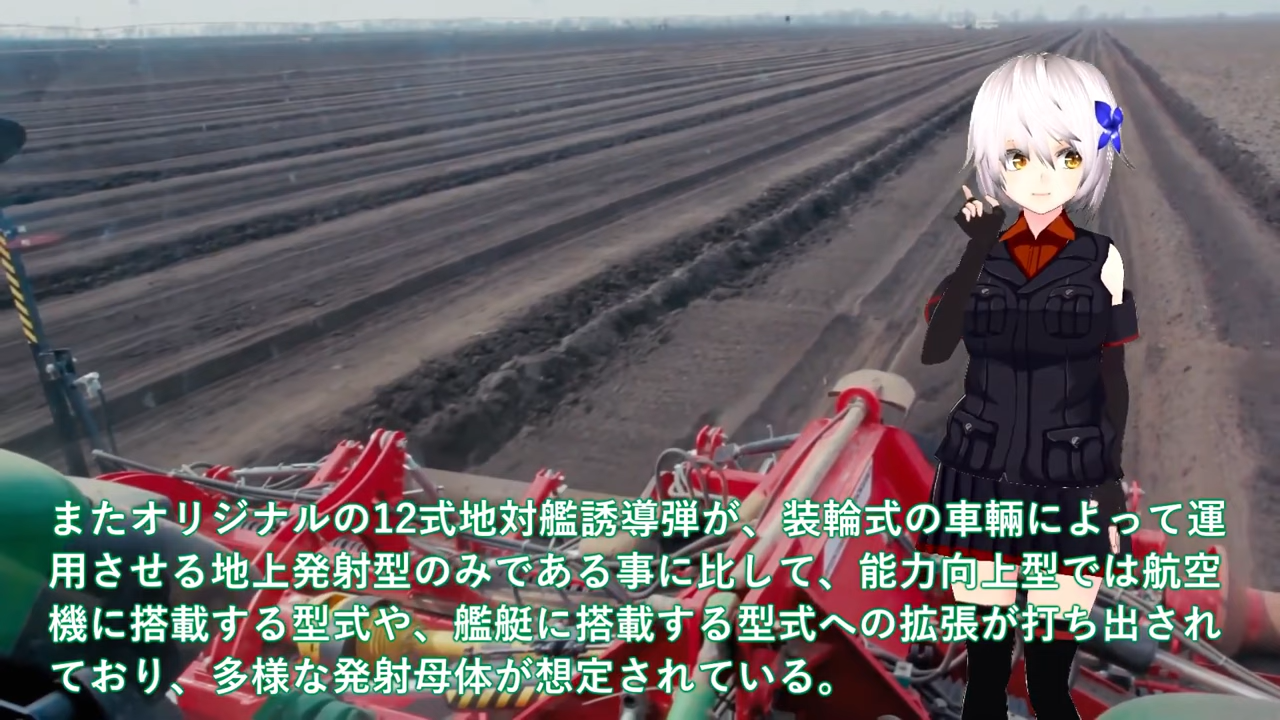 またオリジナルの12式地対艦誘導弾が、装輪式の車輛によって運
用させる地上発射型のみである事に比して、能力向上型では航空
機に搭載する型式や、艦艇に搭載する型式への拡張が打ち出され
ており、多様な発射母体が想定されている。